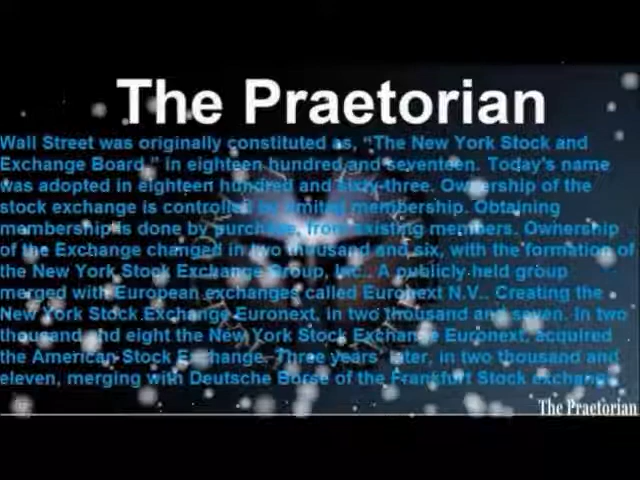 The Praetorian
Wall Street was originally constituted as, “The New York Stock and
Exchange Board,” in eighteen hundred and seventeen. Today's name
was adopted in eighteen hundred and sixty-three. Ownership of the
stock exchange is controlled by limited membership. Obtaining
membership is done by purchase, from existing members. Ownership
of the Exchange changed in two thousand and six, with the formation of
the New York Stock Exchange Group, Inc.. A publicly held group
merged with European exchanges called Euronext N.V.. Creating the
New York Stock Exchange Euronext, in two thousand and seven. In two
thousand and eight the New York Stock Exchange Euronext, acquired
the American Stock Exchange. Three years later, in two thousand and
eleven, merging with Deutsche Borse of the Frankfurt Stock exchange.
The Praetorian